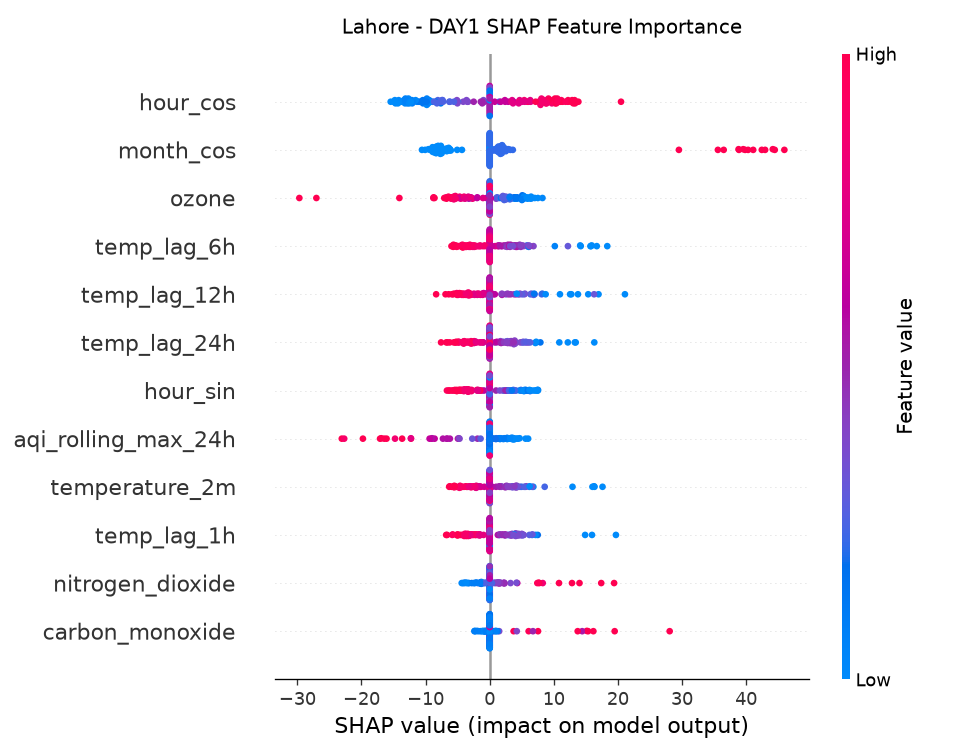 Lahore - DAY1 SHAP Feature Importance
High
hour_cos
month_cos
ozone
temp_lag_6h
temp_lag_12h
temp_lag_24h
hour_sin
aqi_rolling_max_24h
temperature_2m
temp_lag_1h
nitrogen_dioxide
carbon_monoxide
Feature value
Low
−30 −20 −10 0 10 20 30 40
SHAP value (impact on model output)